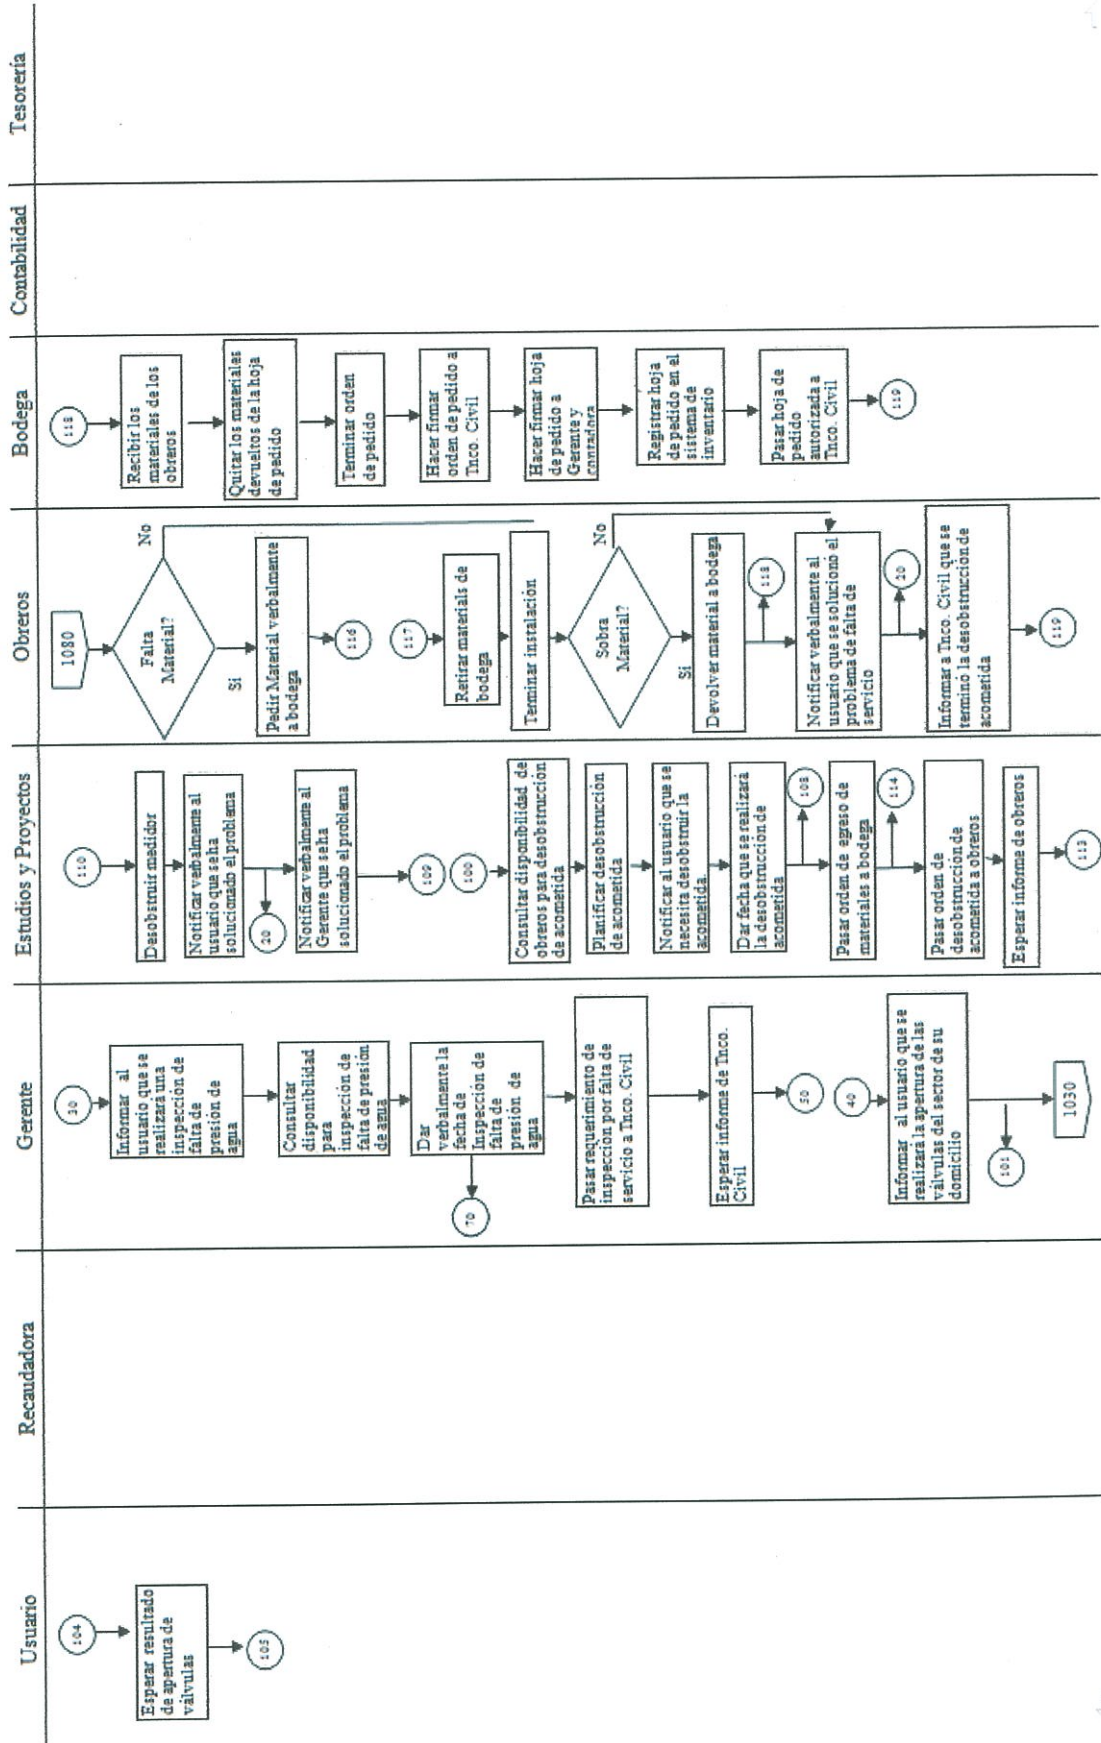 Usuario
Recaudadora
Gerente
Estudios y Proyectos
Obreros
Bodega
Contabilidad
Tesorería
104
Esperar resultado
de apertura de
válvulas
105
30
Informar al
usuario que se
realizará una
inspección de
falta de
presión de
agua
Consultar
disponibilidad
para
inspección de
falta de presión
de agua
Dar
verbalmente la
fecha de
Inspección de
falta de
presión de
agua
70
Pasar requerimiento de
inspección por falta de
servicio a Tnco. Civil
Esperar informe de Tnco.
Civil
50
40
Informar al usuario que se
realizará la apertura de las
válvulas del sector de su
domicilio
101
1030
110
Desobstruir medidor
Notificar verbalmente al
usuario que se ha
solucionado el problema
20
Notificar verbalmente al
Gerente que se ha
solucionado el problema
109
100
Consultar disponibilidad de
obreros para desobstrucción
de acometida
Planificar desobstrucción
de acometida
Notificar al usuario que se
necesita desobstruir la
acometida.
Dar fecha que se realizará
la desobstrucción de
acometida
108
Pasar orden de egreso de
materiales a bodega
114
Pasar orden de
desobstrucción de
acometida a obreros
Esperar informe de obreros
113
1080
Falta
Material?
No
Si
Pedir Material verbalmente
a bodega
116
117
Retirar materials de
bodega
Terminar instalación
Sobra
Material?
No
Si
Devolver material a bodega
118
Notificar verbalmente al
usuario que se soluciono el
problema de falta de
servicio
20
Informar a Tnco. Civil que se
terminó la desobstrucción de
acometida
119
118
Recibir los
materiales de los
obreros
Quitar los materiales
devueltos de la hoja
de pedido
Terminar orden
de pedido
Hacer firmar
orden de pedido a
Tnco. Civil
Hacer firmar hoja
de pedido a
Gerente y
contadora
Registrar hoja
de pedido en el
sistema de
inventario
Pasar hoja de
pedido
autorizada a
Tnco. Civil
119